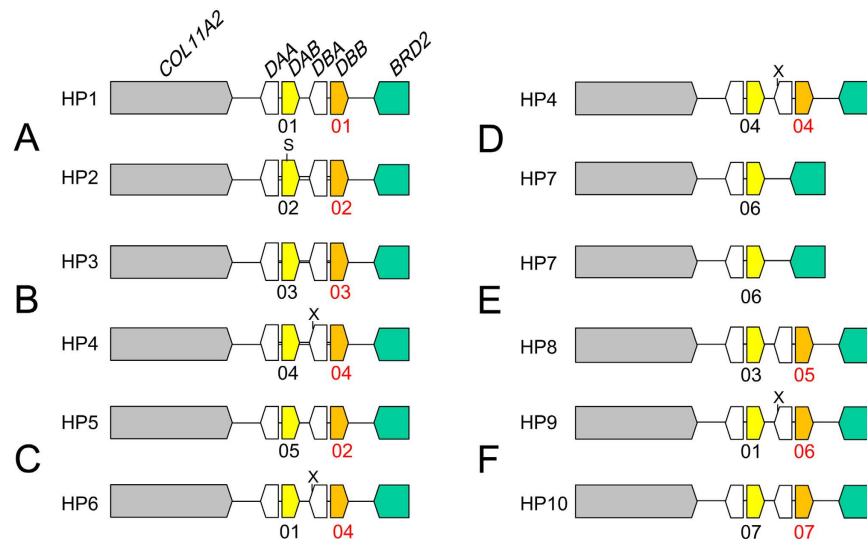 COL11A2 DAA DAB DBA DBB BRD2
HP1
01 01
A
S
HP2
02 02
HP3
03 03
B
X
HP4
04 04
HP5
05 02
C
X
HP6
01 04
X
HP4
04 04
D
HP7
06
HP7
06
E
HP8
03 05
X
HP9
01 06
F
HP10
07 07